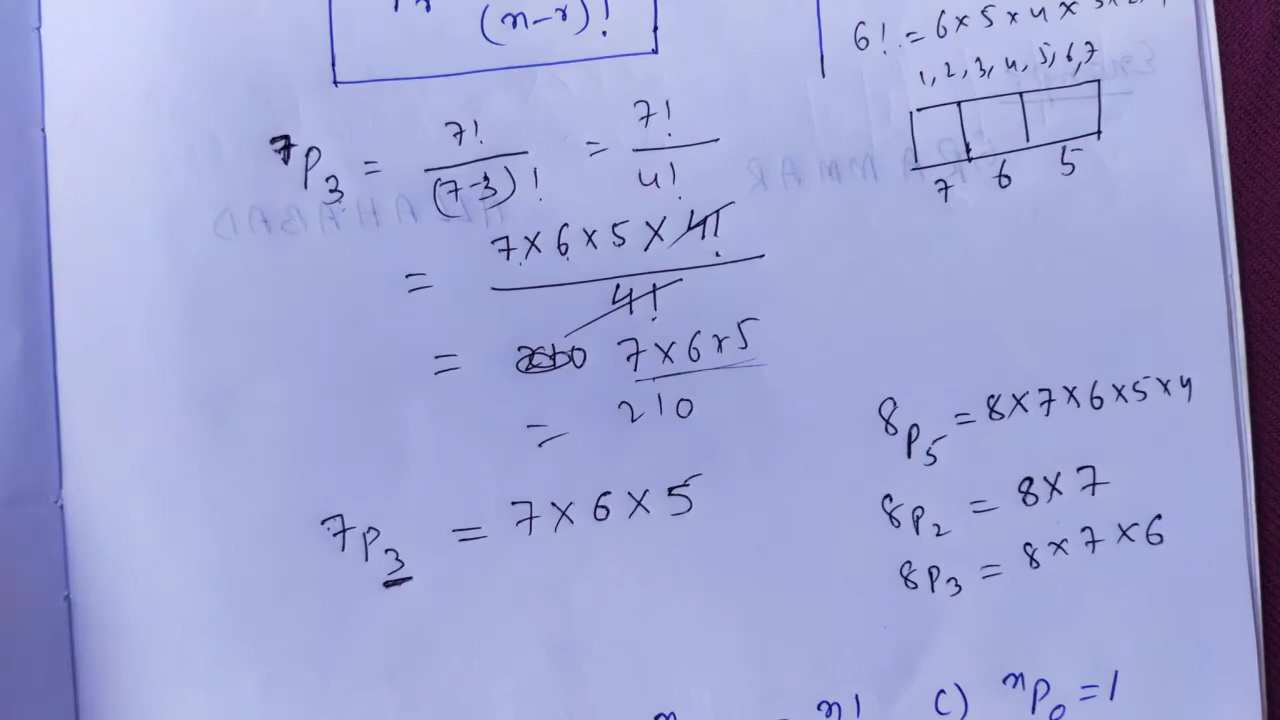 (n-r)!
6! = 6 × 5 × 4 ×
1, 2, 3, 4, 5, 6, 7
7 6 5
⁷P₃ = 7!/(7-3)! = 7!/4!
= 7 × 6 × 5 × 4!/4!
= 7 × 6 × 5
= 210
⁷P₃ = 7 × 6 × 5
⁸P₅ = 8 × 7 × 6 × 5 × 4
⁸P₂ = 8 × 7
⁸P₃ = 8 × 7 × 6
n!
c) ⁿP₀ = 1